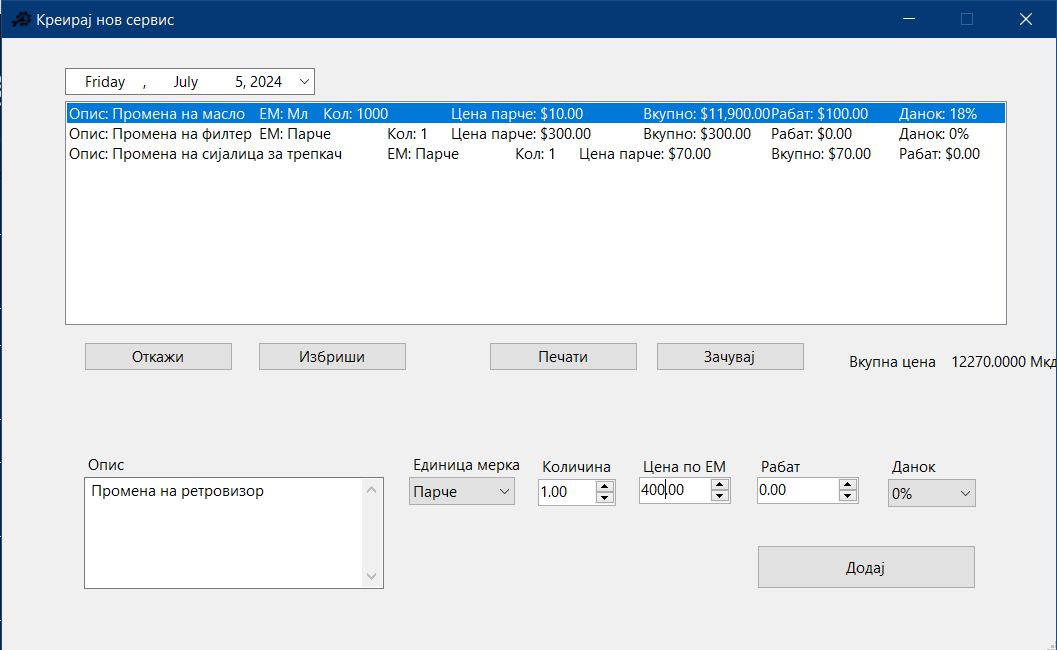 Креирај нов сервис
Friday , July 5, 2024
Опис: Промена на масло ЕМ: Мл Кол: 1000 Цена парче: $10.00 Вкупно: $11,900.00 Рабат: $100.00 Данок: 18%
Опис: Промена на филтер ЕМ: Парче Кол: 1 Цена парче: $300.00 Вкупно: $300.00 Рабат: $0.00 Данок: 0%
Опис: Промена на сијалица за трепкач ЕМ: Парче Кол: 1 Цена парче: $70.00 Вкупно: $70.00 Рабат: $0.00
Откажи Избриши Печати Зачувај Вкупна цена 12270.0000 Мкд
Опис Единица мерка Количина Цена по ЕМ Рабат Данок
Промена на ретровизор Парче 1.00 400.00 0.00 0%
Додај